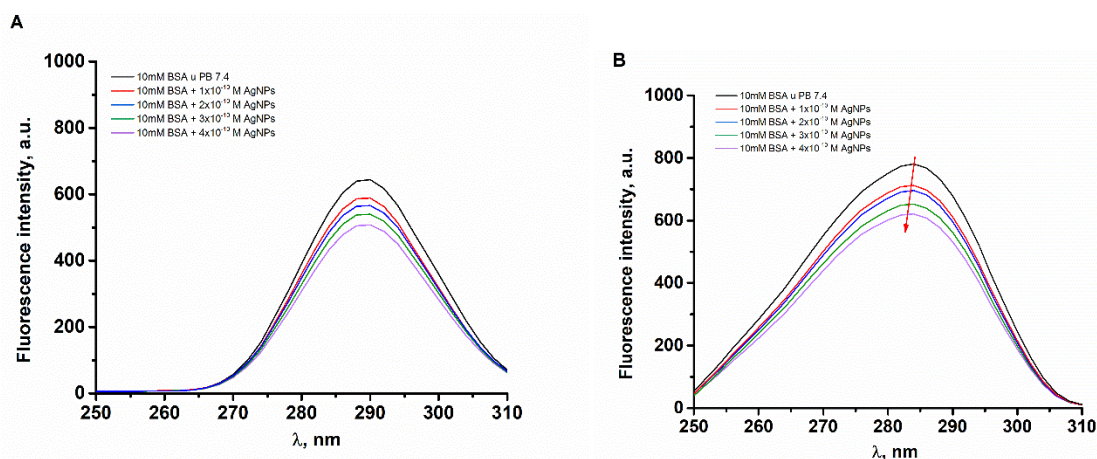 A
1000
800
600
400
200
0
10mM BSA u PB 7.4
10mM BSA + 1x10⁻¹³ M AgNPs
10mM BSA + 2x10⁻¹³ M AgNPs
10mM BSA + 3x10⁻¹³ M AgNPs
10mM BSA + 4x10⁻¹³ M AgNPs
Fluorescence intensity, a.u.
250 260 270 280 290 300 310
λ, nm
B
1000
800
600
400
200
0
10mM BSA u PB 7.4
10mM BSA + 1x10⁻¹³ M AgNPs
10mM BSA + 2x10⁻¹³ M AgNPs
10mM BSA + 3x10⁻¹³ M AgNPs
10mM BSA + 4x10⁻¹³ M AgNPs
Fluorescence intensity, a.u.
250 260 270 280 290 300 310
λ, nm